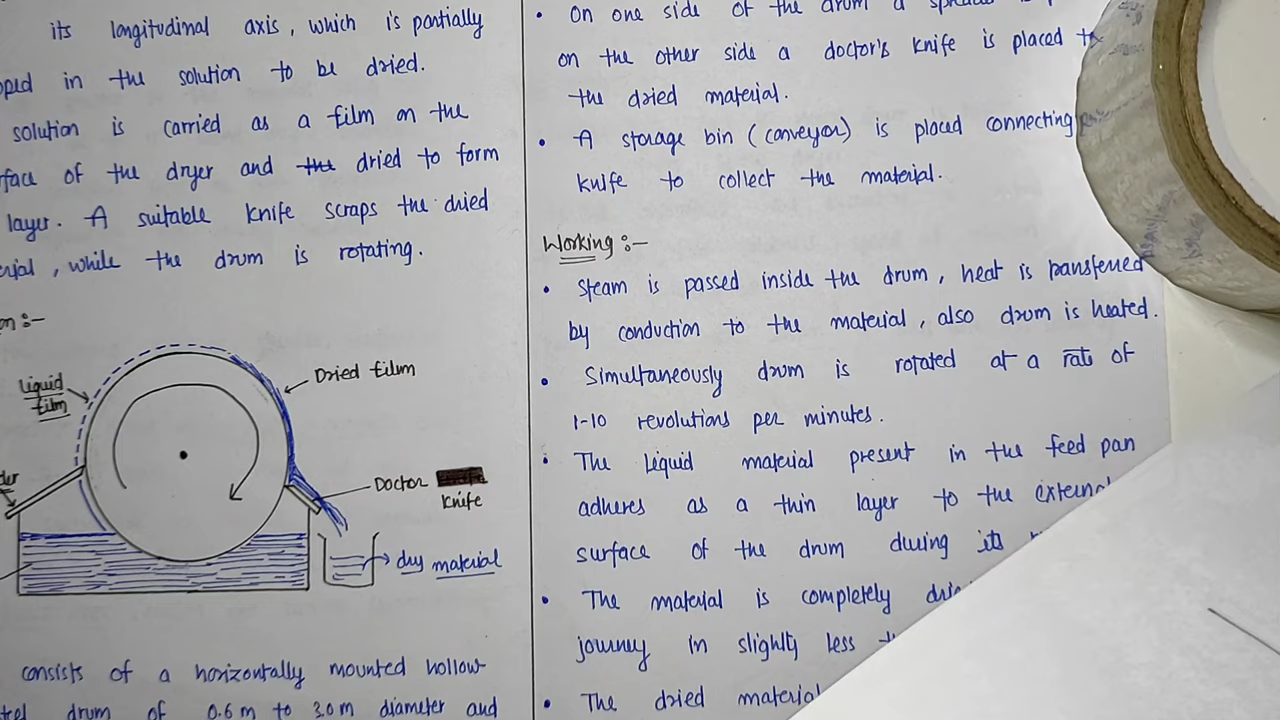 its longitudinal axis, which is partially
in the solution to be dried.
solution is carried as a film on the
of the dryer and the dried to form
layer. A suitable knife scraps the dried
, while the drum is rotating.
:-
Liquid
film
Dried film
Doctor
Knife
dry material
consists of a horizontally mounted hollow
drum of 0.6 m to 3.0 m diameter and
• On one side of the drum a
on the other side a doctor's knife is placed to
the dried material.
• A storage bin (conveyor) is placed connecting
knife to collect the material.
Working :-
• Steam is passed inside the drum, heat is transferred
by conduction to the material, also drum is heated.
• Simultaneously drum is rotated at a rate of
1-10 revolutions per minutes.
• The Liquid material present in the feed pan
adheres as a thin layer to the external
surface of the drum during its
• The material is completely
journey in slightly less
• The dried material